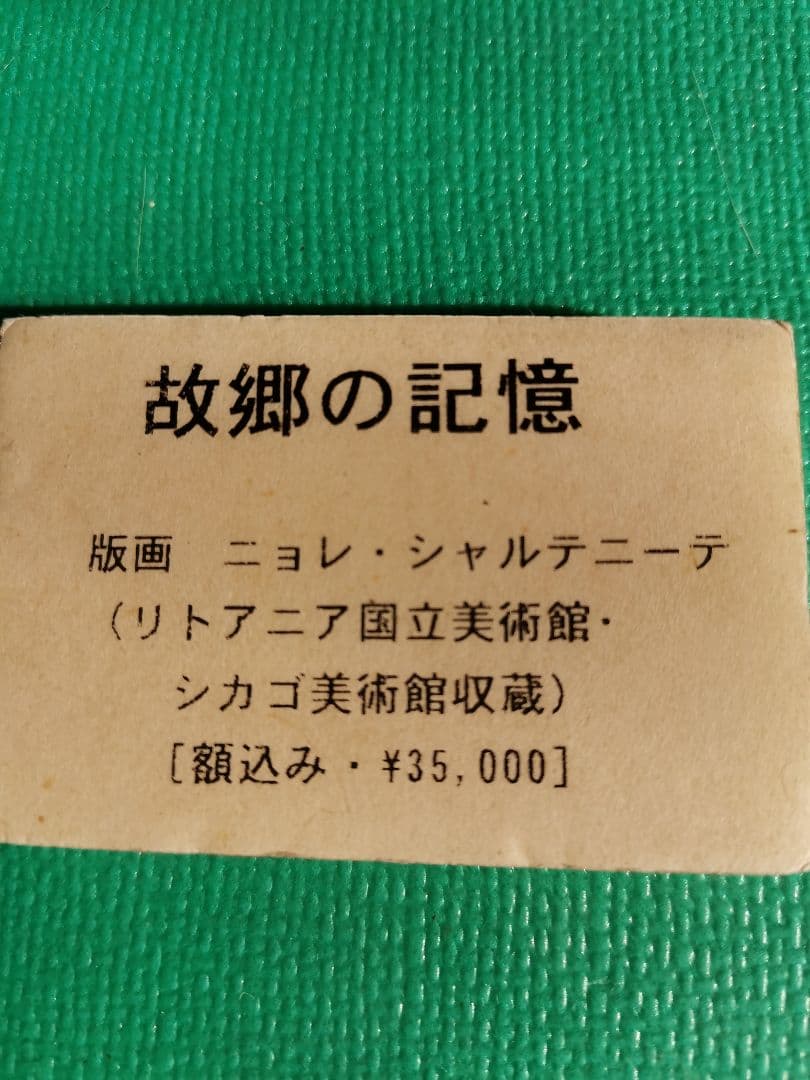 故郷の記憶
版画　ニョレ・シャルテニーテ
（リトアニア国立美術館・
シカゴ美術館収蔵）
［額込み・¥35,000］